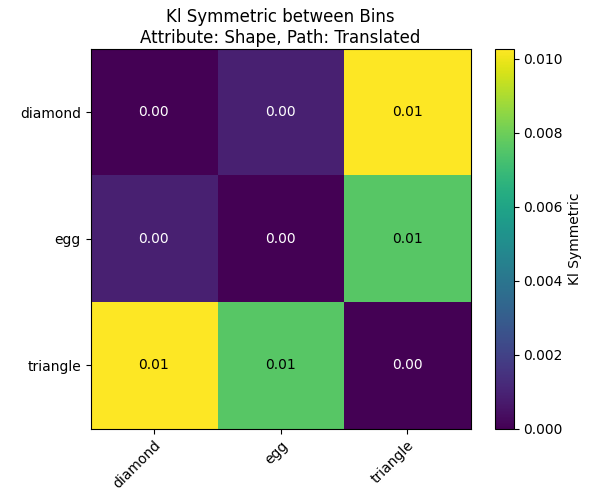 Kl Symmetric between Bins
Attribute: Shape, Path: Translated
diamond
0.00
0.00
0.01
egg
0.00
0.00
0.01
triangle
0.01
0.01
0.00
diamond
egg
triangle
0.010
0.008
0.006
0.004
0.002
0.000
Kl Symmetric